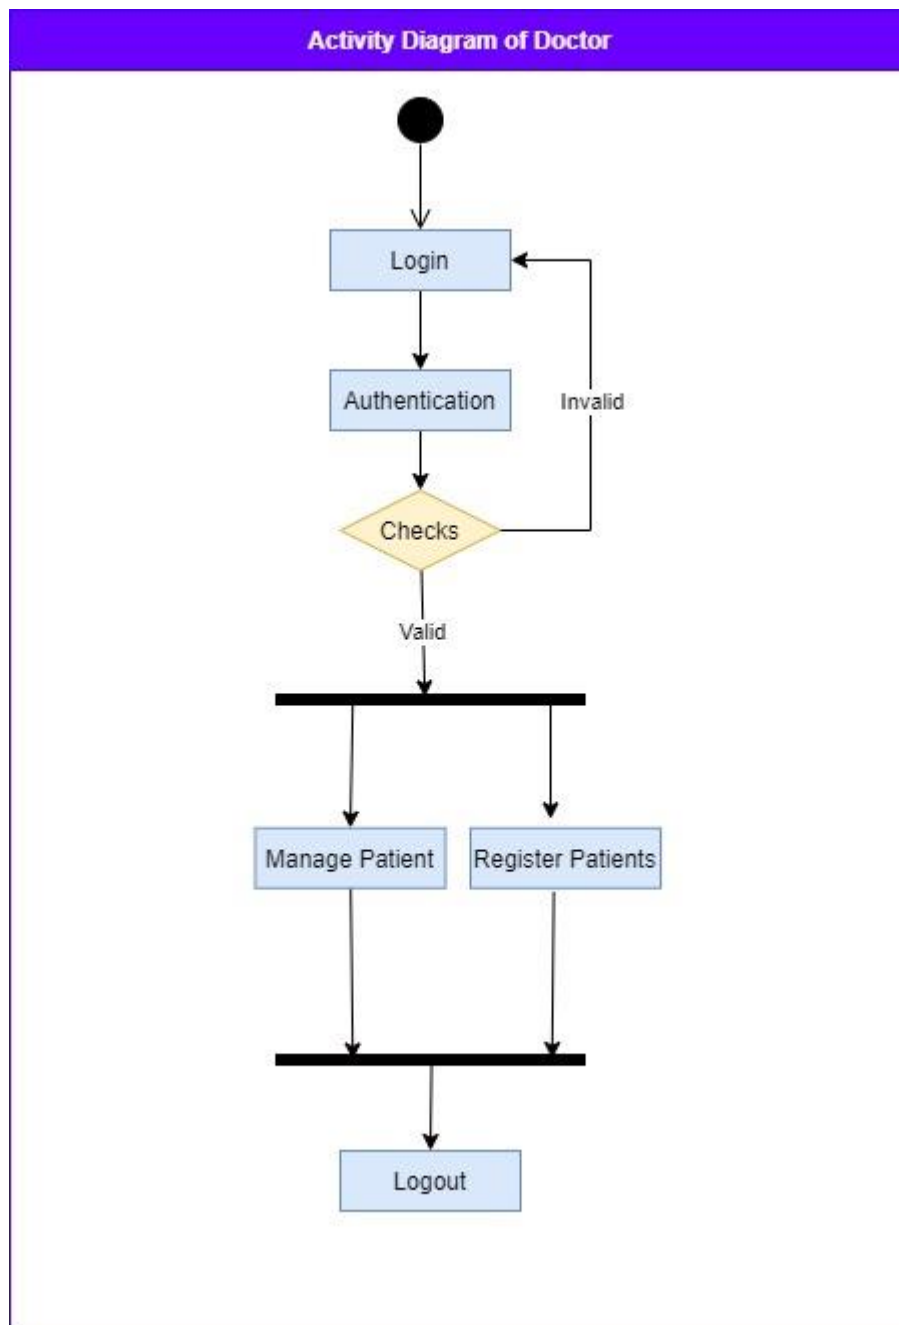 Activity Diagram of Doctor
Login
Authentication
Invalid
Checks
Valid
Manage Patient
Register Patients
Logout